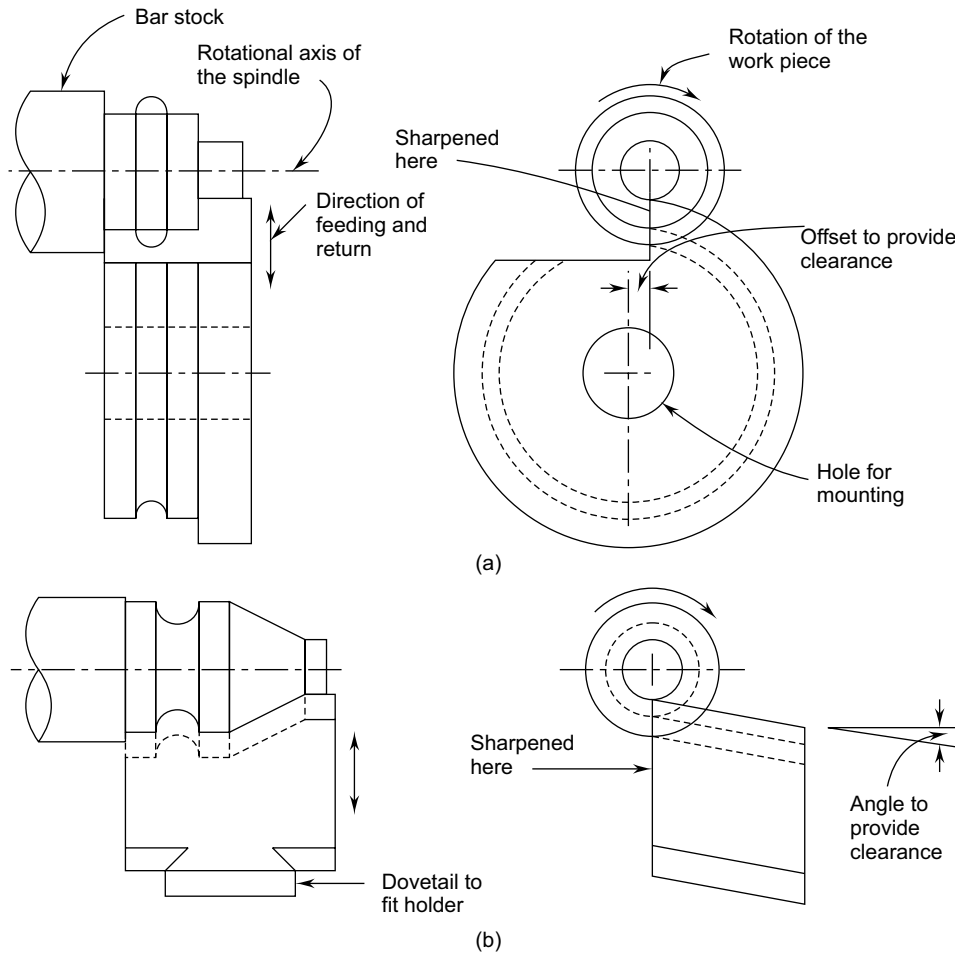 Bar stock
Rotational axis of
the spindle
Rotation of the
work piece
Sharpened
here
Direction of
feeding and
return
Offset to provide
clearance
Hole for
mounting
(a)
Sharpened
here
Angle to
provide
clearance
Dovetail to
fit holder
(b)